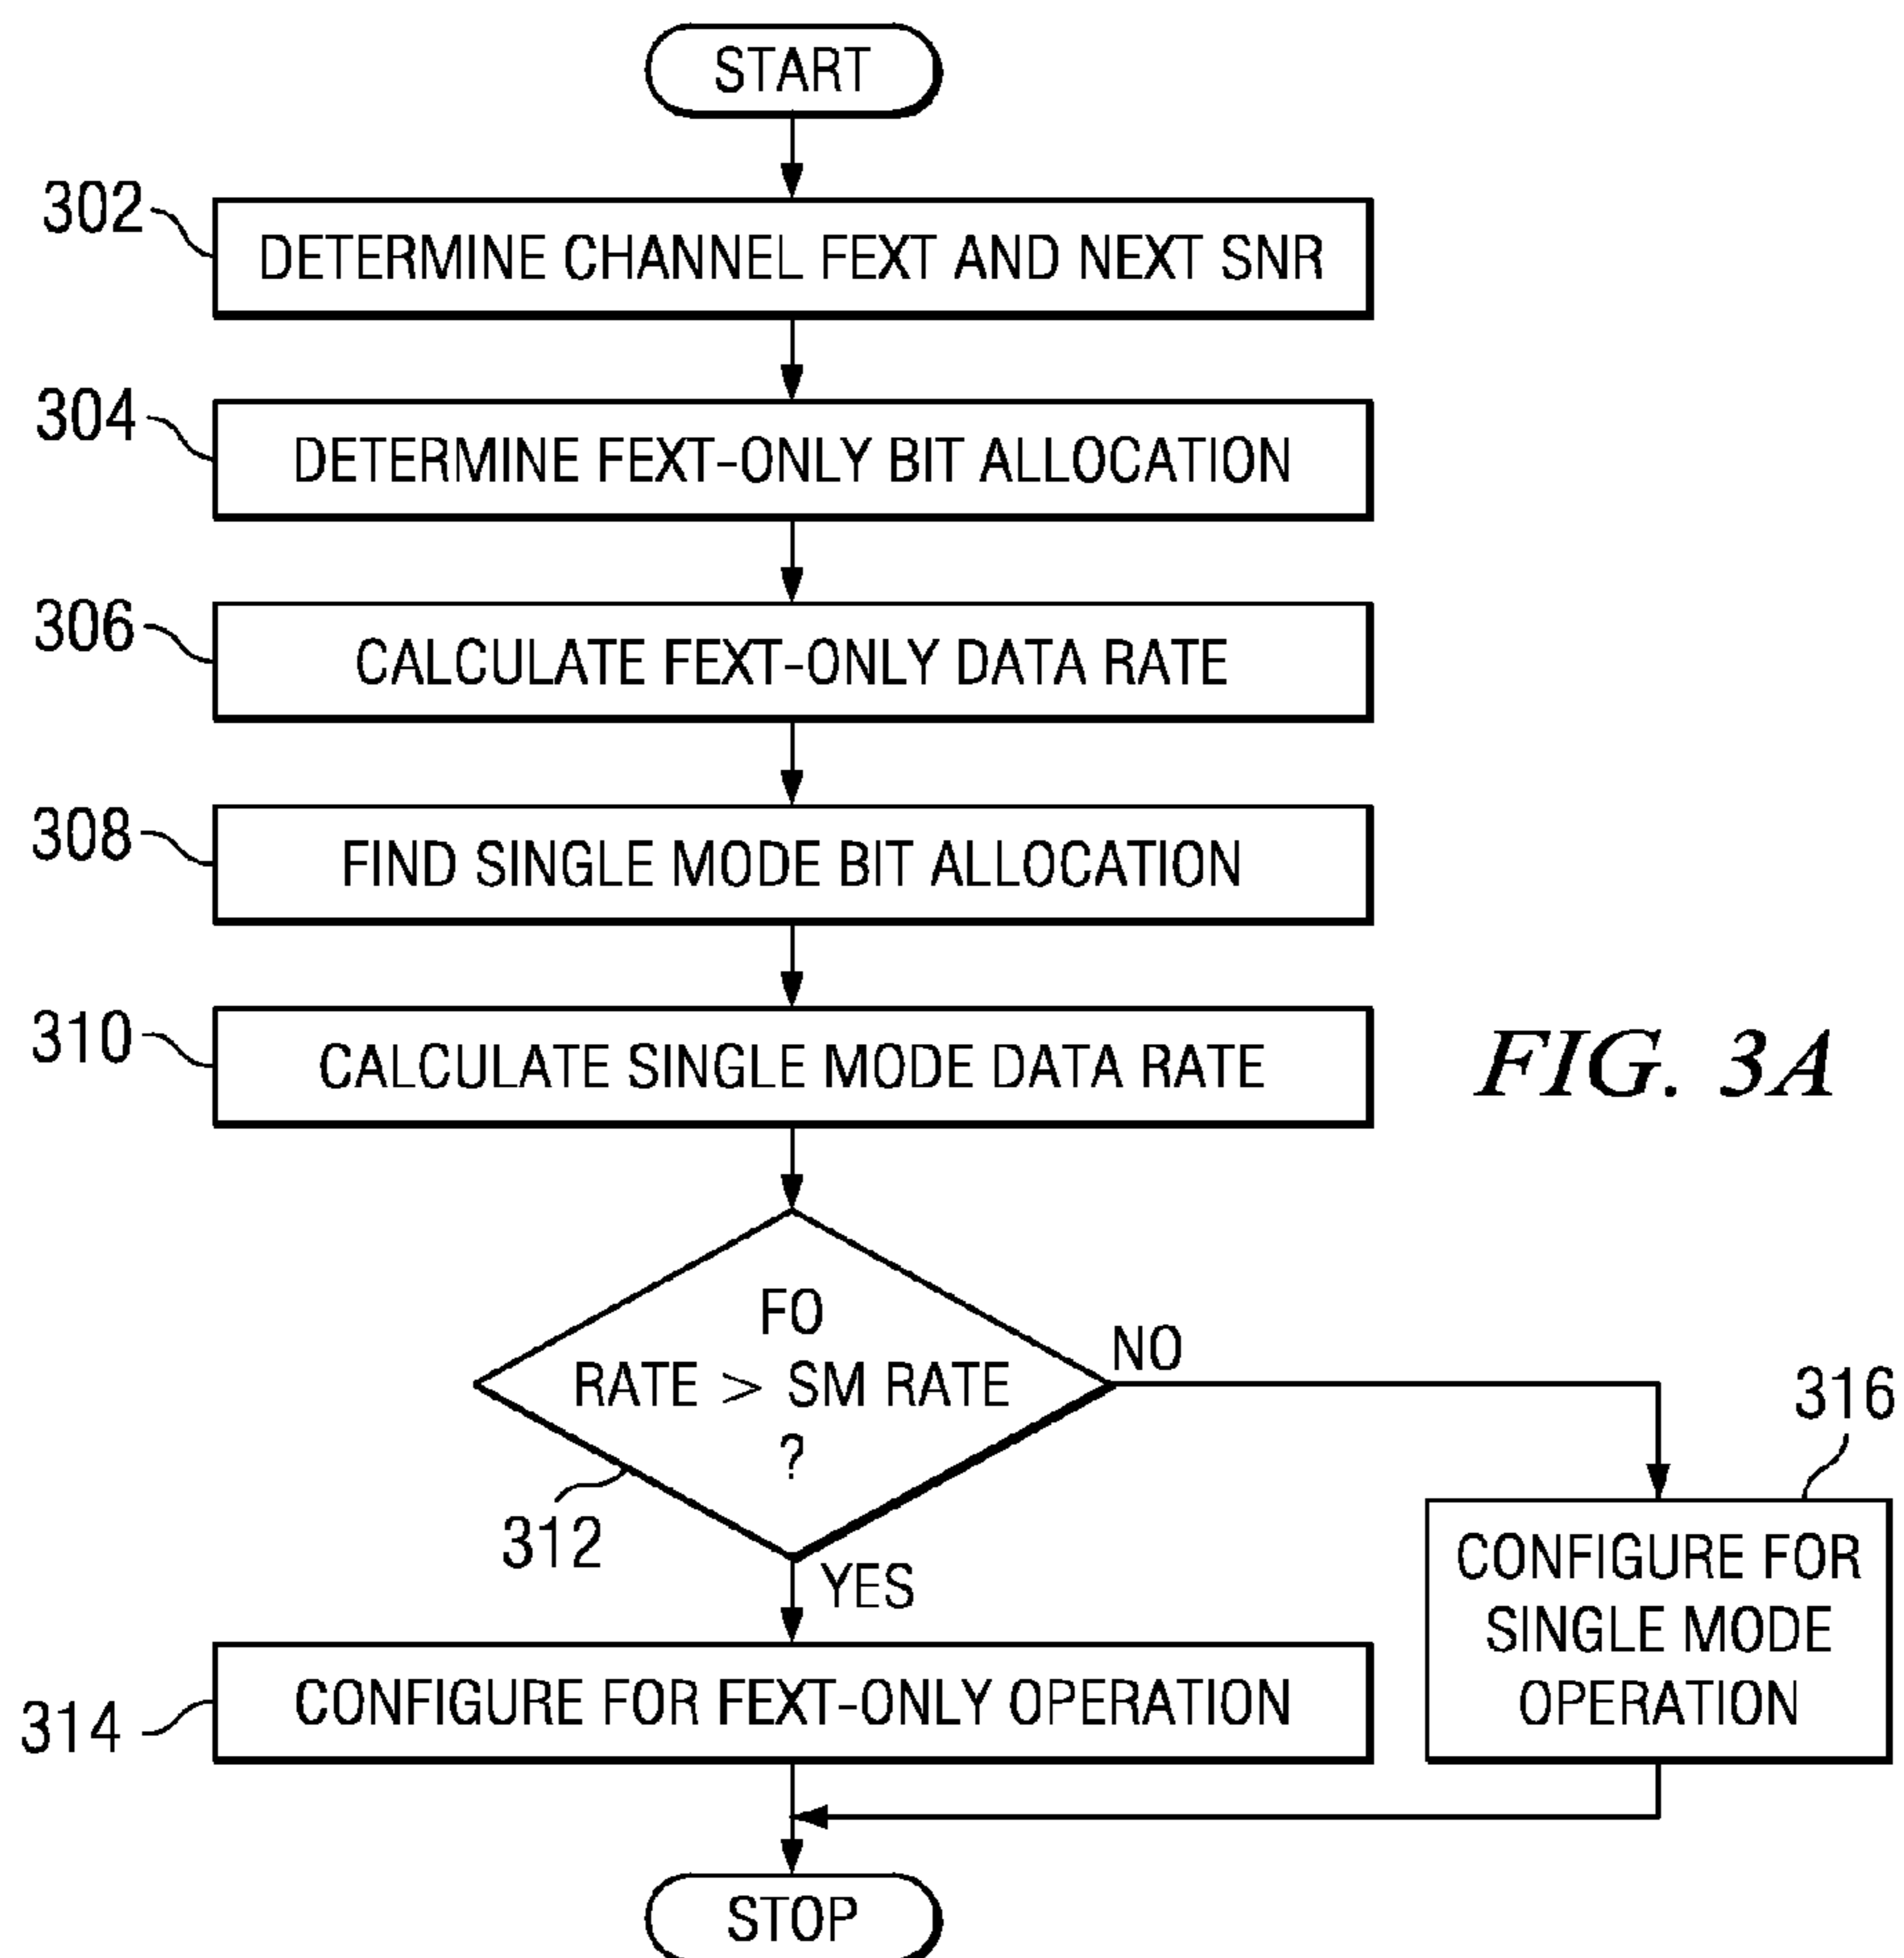 START
302
DETERMINE CHANNEL FEXT AND NEXT SNR
304
DETERMINE FEXT-ONLY BIT ALLOCATION
306
CALCULATE FEXT-ONLY DATA RATE
308
FIND SINGLE MODE BIT ALLOCATION
310
CALCULATE SINGLE MODE DATA RATE
FIG. 3A
FO
RATE > SM RATE
?
NO
312
YES
316
CONFIGURE FOR
SINGLE MODE
OPERATION
314
CONFIGURE FOR FEXT-ONLY OPERATION
STOP